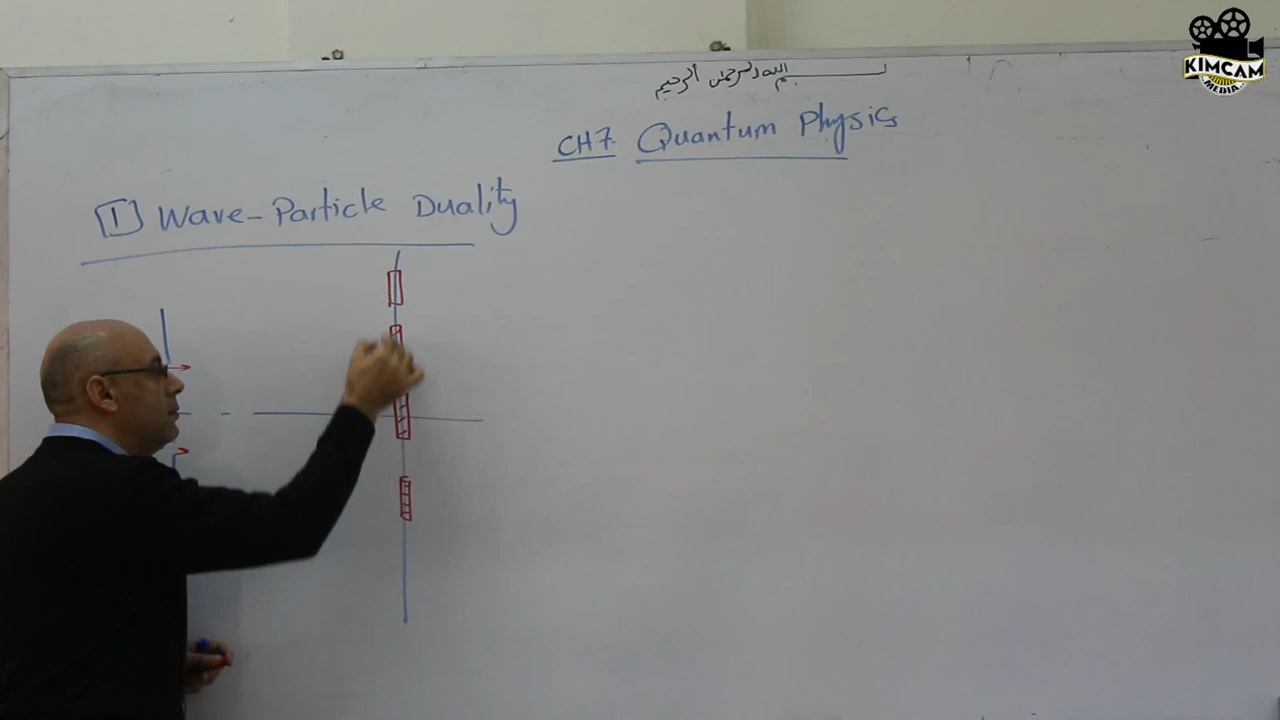 بسم الله الرحمن الرحيم
CH7. Quantum Physics
1 Wave-Particle Duality
KIMCAM
MEDIA